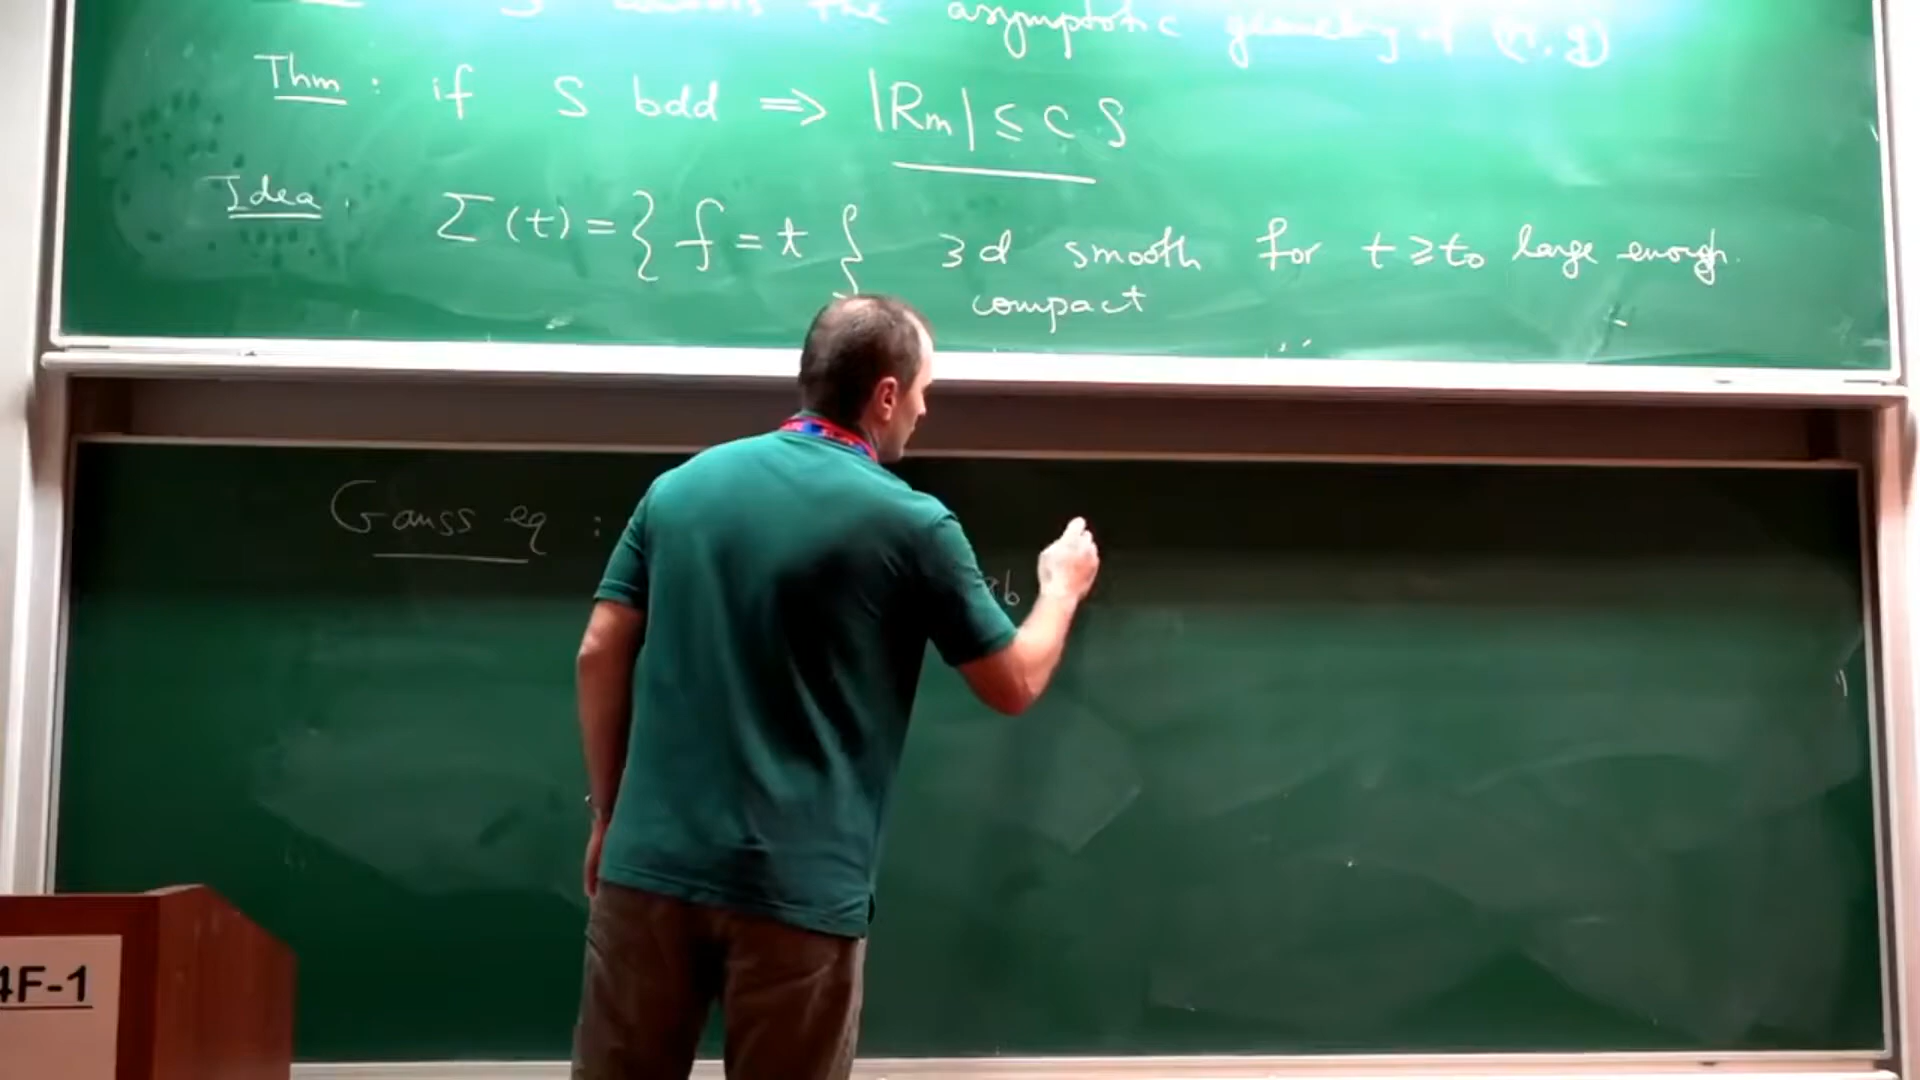 the asymptotic geometry of (M, g)
Thm : if S bdd ⇒ |Rm| ≤ c S
Idea : Σ(t) = { f = t } 3d smooth for t ≥ t₀ large enough.
compact
Gauss eq :
ab
4F-1